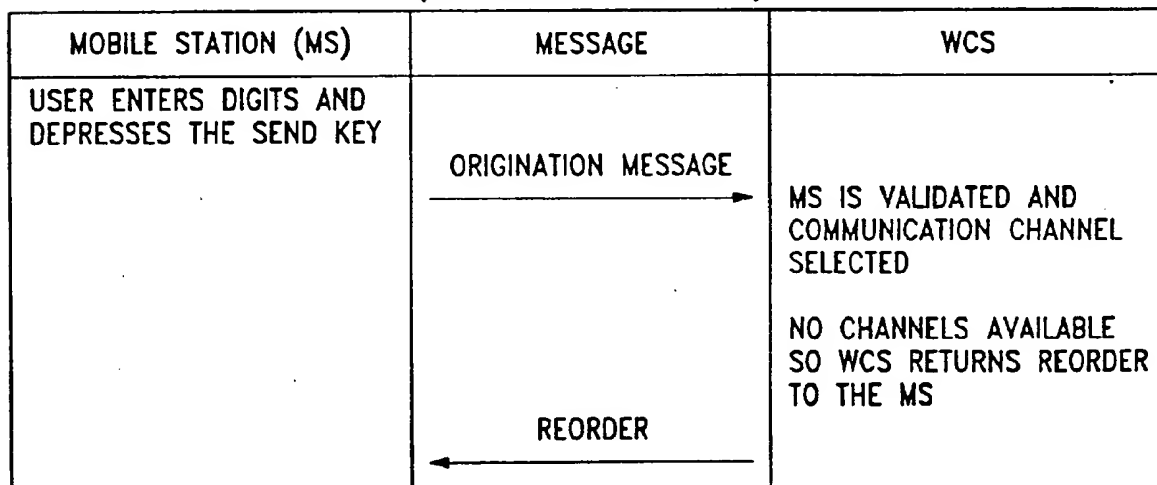 MOBILE STATION (MS)
MESSAGE
WCS
USER ENTERS DIGITS AND
DEPRESSES THE SEND KEY
ORIGINATION MESSAGE
MS IS VALIDATED AND
COMMUNICATION CHANNEL
SELECTED
NO CHANNELS AVAILABLE
SO WCS RETURNS REORDER
TO THE MS
REORDER